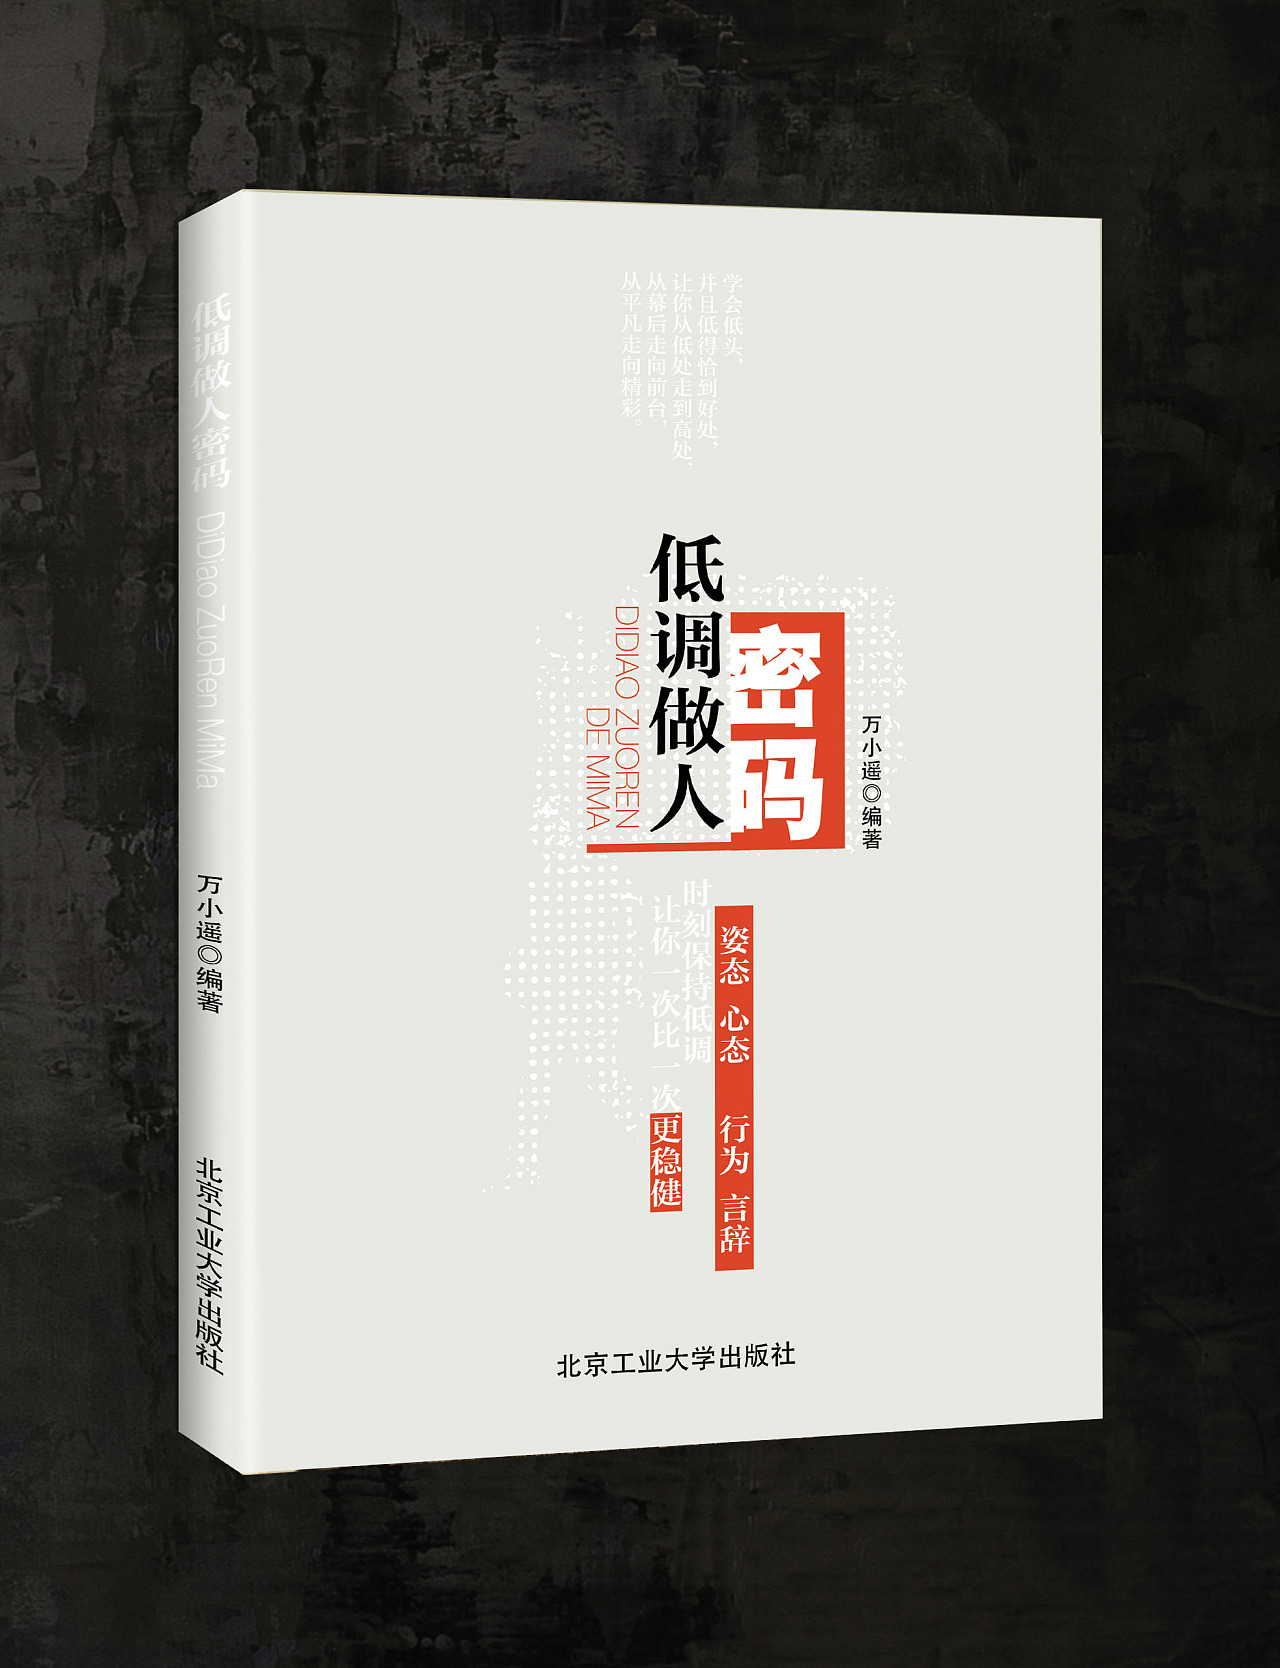 学会低头，
并且低得恰到好处，
让你从低处走到高处，
从幕后走向前台，
从平凡走向精彩。
低调做人
密码
DIDIAO ZUOREN
DE MIMA
万小遥◎编著
姿态 心态 行为 言辞
时刻保持低调
让你一次比一次更稳健
北京工业大学出版社
低调做人密码
DiDiao ZuoRen MiMa
万小遥◎编著
北京工业大学出版社